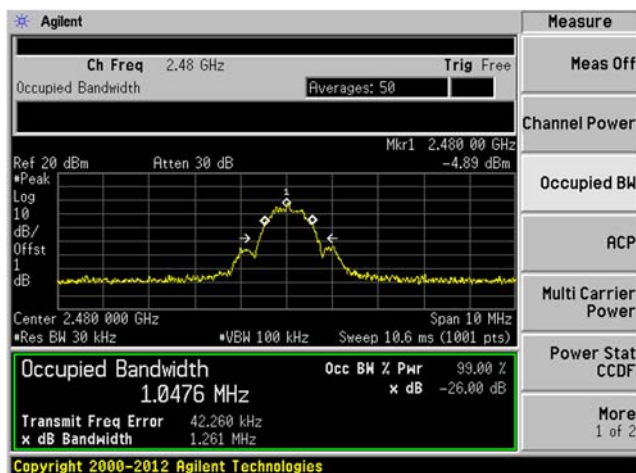 Agilent
Measure
Ch Freq 2.48 GHz Trig Free
Occupied Bandwidth Averages: 50
Meas Off
Channel Power
Occupied BW
ACP
Multi Carrier
Power
Power Stat
CCDF
More
1 of 2
Mkr1 2.480 00 GHz
Ref 20 dBm Atten 30 dB -4.89 dBm
*Peak
Log
10
dB/
Offst
1
dB
1
Center 2.480 000 GHz Span 10 MHz
*Res BW 30 kHz *VBW 100 kHz Sweep 10.6 ms (1001 pts)
Occupied Bandwidth Occ BW % Pwr 99.00 %
1.0476 MHz x dB -26.00 dB
Transmit Freq Error 42.260 kHz
x dB Bandwidth 1.261 MHz
Copyright 2000-2012 Agilent Technologies